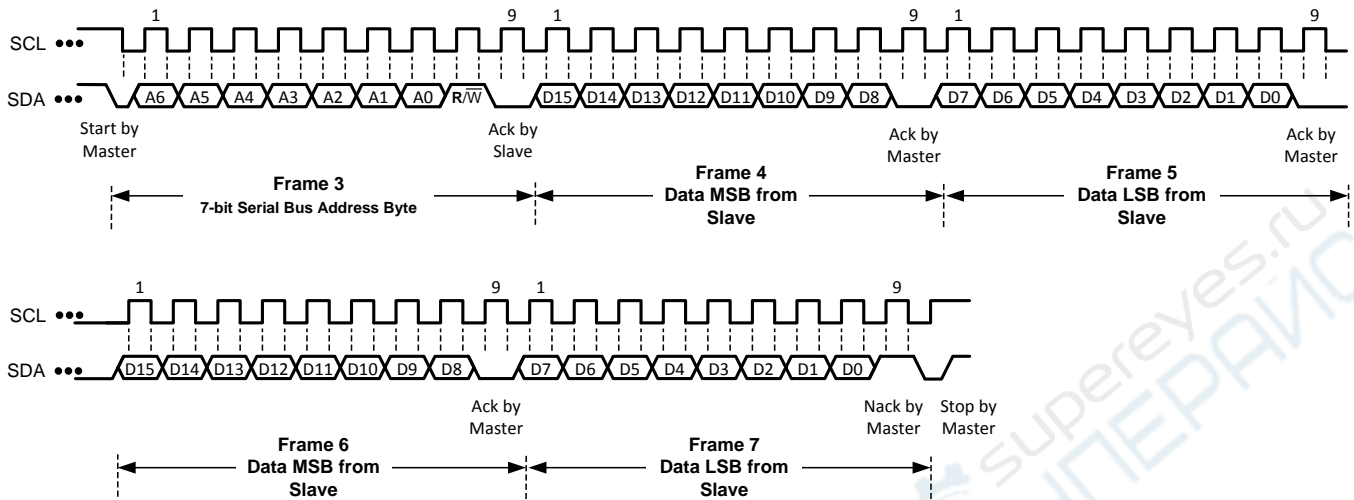 1 9 1 9 1 9
SCL •••
SDA ••• A6 A5 A4 A3 A2 A1 A0 R/W̅ D15 D14 D13 D12 D11 D10 D9 D8 D7 D6 D5 D4 D3 D2 D1 D0
Start by
Master
Ack by
Slave
Ack by
Master
Ack by
Master
Frame 3
7-bit Serial Bus Address Byte
Frame 4
Data MSB from
Slave
Frame 5
Data LSB from
Slave
1 9 1 9
SCL •••
SDA ••• D15 D14 D13 D12 D11 D10 D9 D8 D7 D6 D5 D4 D3 D2 D1 D0
Ack by
Master
Nack by
Master
Stop by
Master
Frame 6
Data MSB from
Slave
Frame 7
Data LSB from
Slave
supereyes.ru